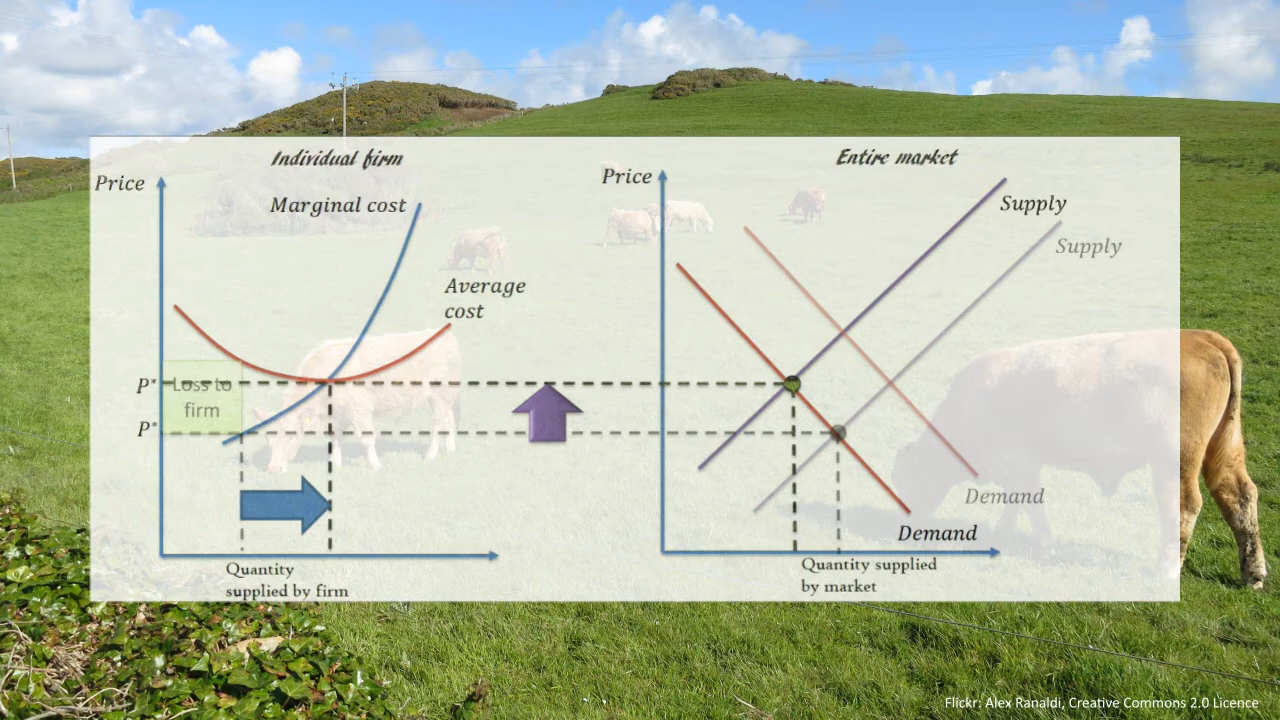 Individual firm
Price
Marginal cost
Average
cost
P*
Loss to
firm
P*
Quantity
supplied by firm
Entire market
Price
Supply
Supply
Demand
Demand
Quantity supplied
by market
Flickr: Alex Ranaldi, Creative Commons 2.0 Licence